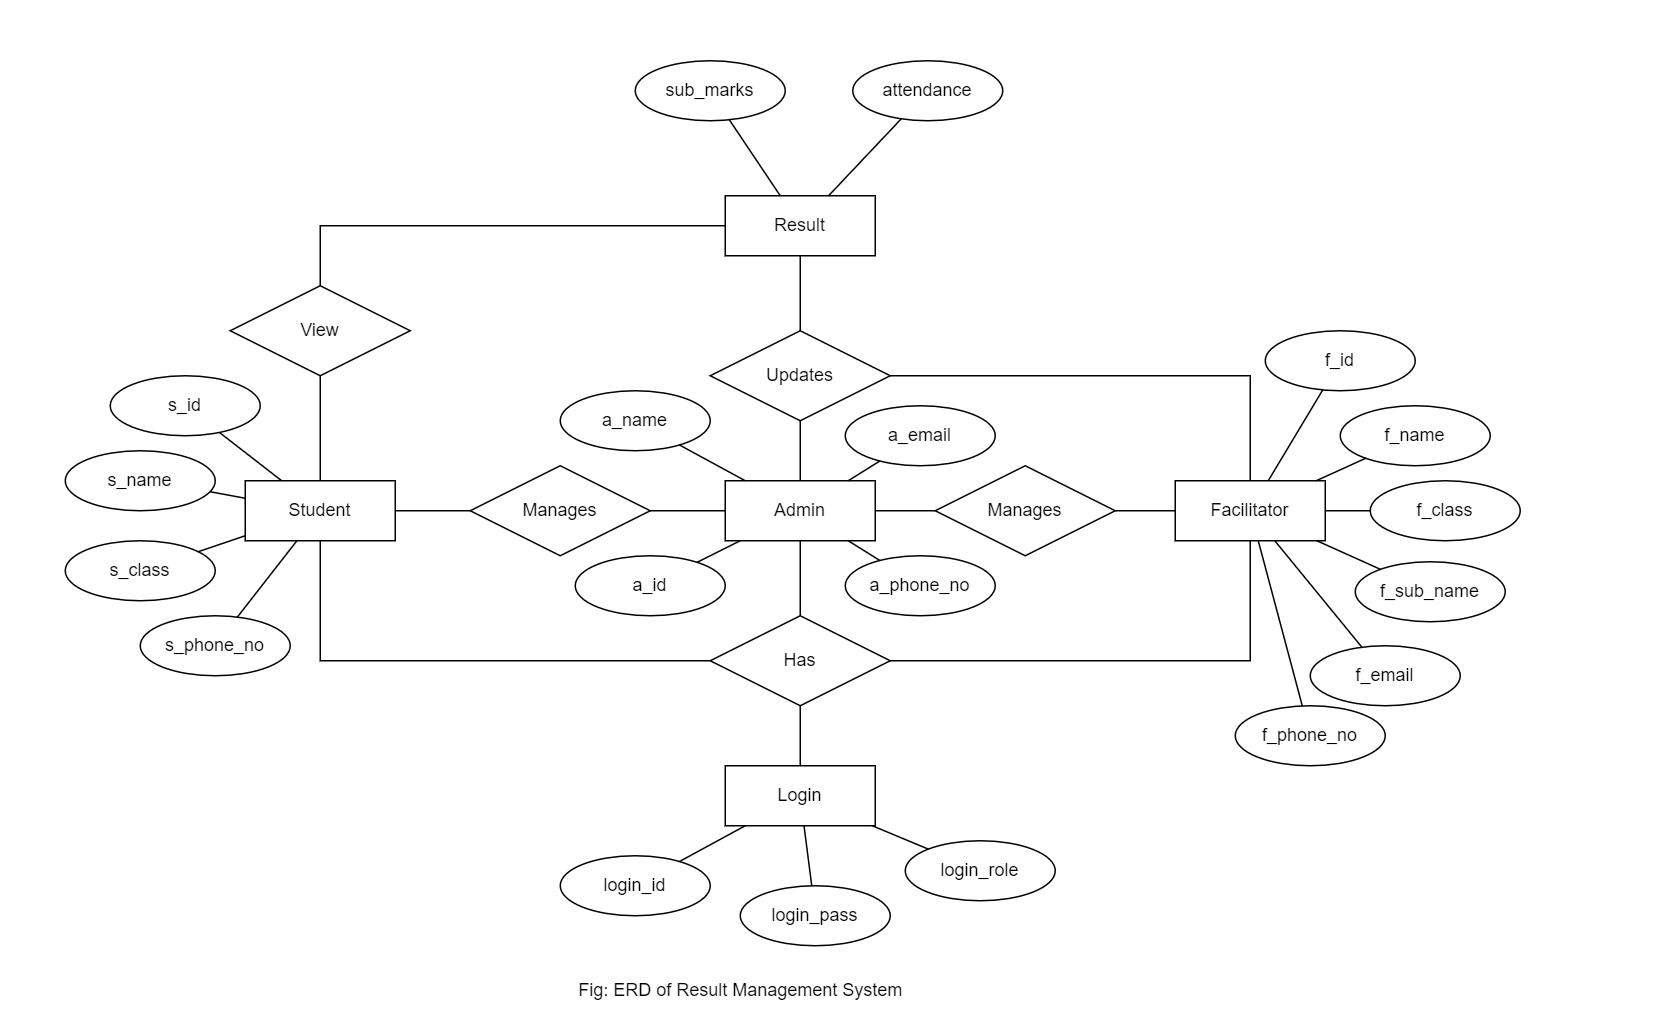 sub_marks
attendance
Result
View
Updates
f_id
s_id
a_name
a_email
f_name
s_name
Student
Manages
Admin
Manages
Facilitator
f_class
s_class
a_id
a_phone_no
f_sub_name
s_phone_no
Has
f_email
f_phone_no
Login
login_id
login_pass
login_role
Fig: ERD of Result Management System